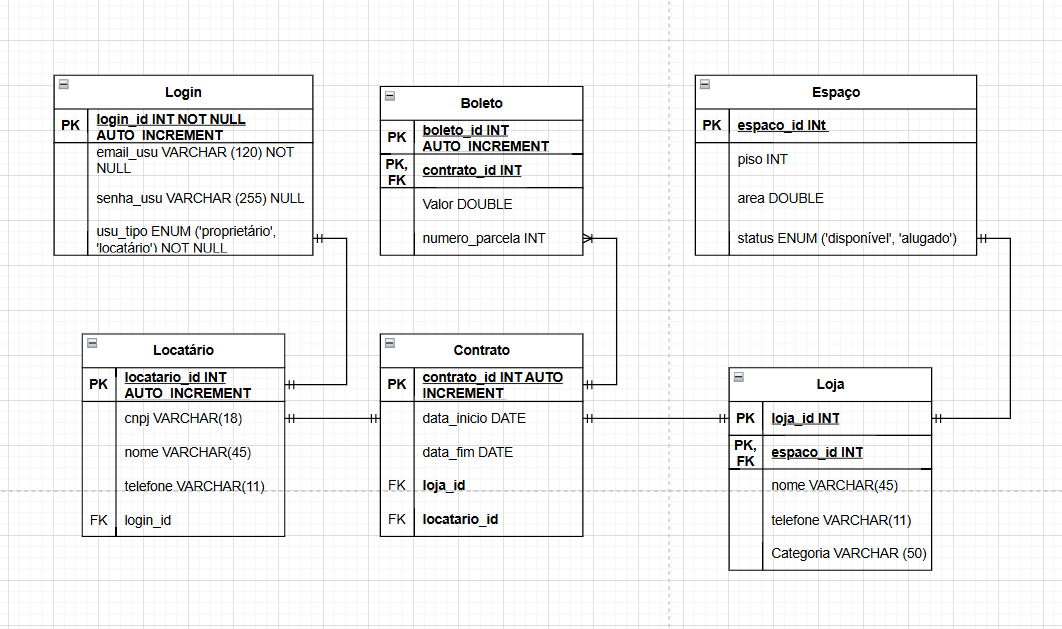 Login
PK
login_id INT NOT NULL
AUTO_INCREMENT
email_usu VARCHAR (120) NOT
NULL
senha_usu VARCHAR (255) NULL
usu_tipo ENUM ('proprietário',
'locatário') NOT NULL
Boleto
PK
boleto_id INT
AUTO_INCREMENT
PK,
FK
contrato_id INT
Valor DOUBLE
numero_parcela INT
Espaço
PK
espaco_id INt
piso INT
area DOUBLE
status ENUM ('disponível', 'alugado')
Locatário
PK
locatario_id INT
AUTO_INCREMENT
cnpj VARCHAR(18)
nome VARCHAR(45)
telefone VARCHAR(11)
FK login_id
Contrato
PK
contrato_id INT AUTO
INCREMENT
data_inicio DATE
data_fim DATE
FK loja_id
FK locatario_id
Loja
PK loja_id INT
PK,
FK
espaco_id INT
nome VARCHAR(45)
telefone VARCHAR(11)
Categoria VARCHAR (50)